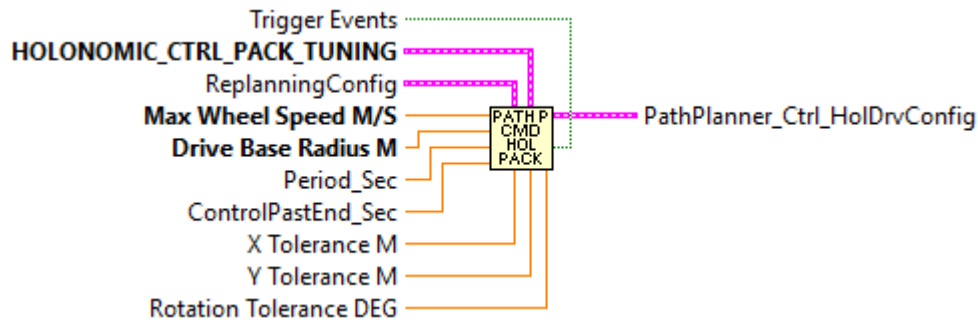 Trigger Events
HOLONOMIC_CTRL_PACK_TUNING
ReplanningConfig
Max Wheel Speed M/S
Drive Base Radius M
Period_Sec
ControlPastEnd_Sec
X Tolerance M
Y Tolerance M
Rotation Tolerance DEG
PATH P
CMD
HOL
PACK
PathPlanner_Ctrl_HolDrvConfig